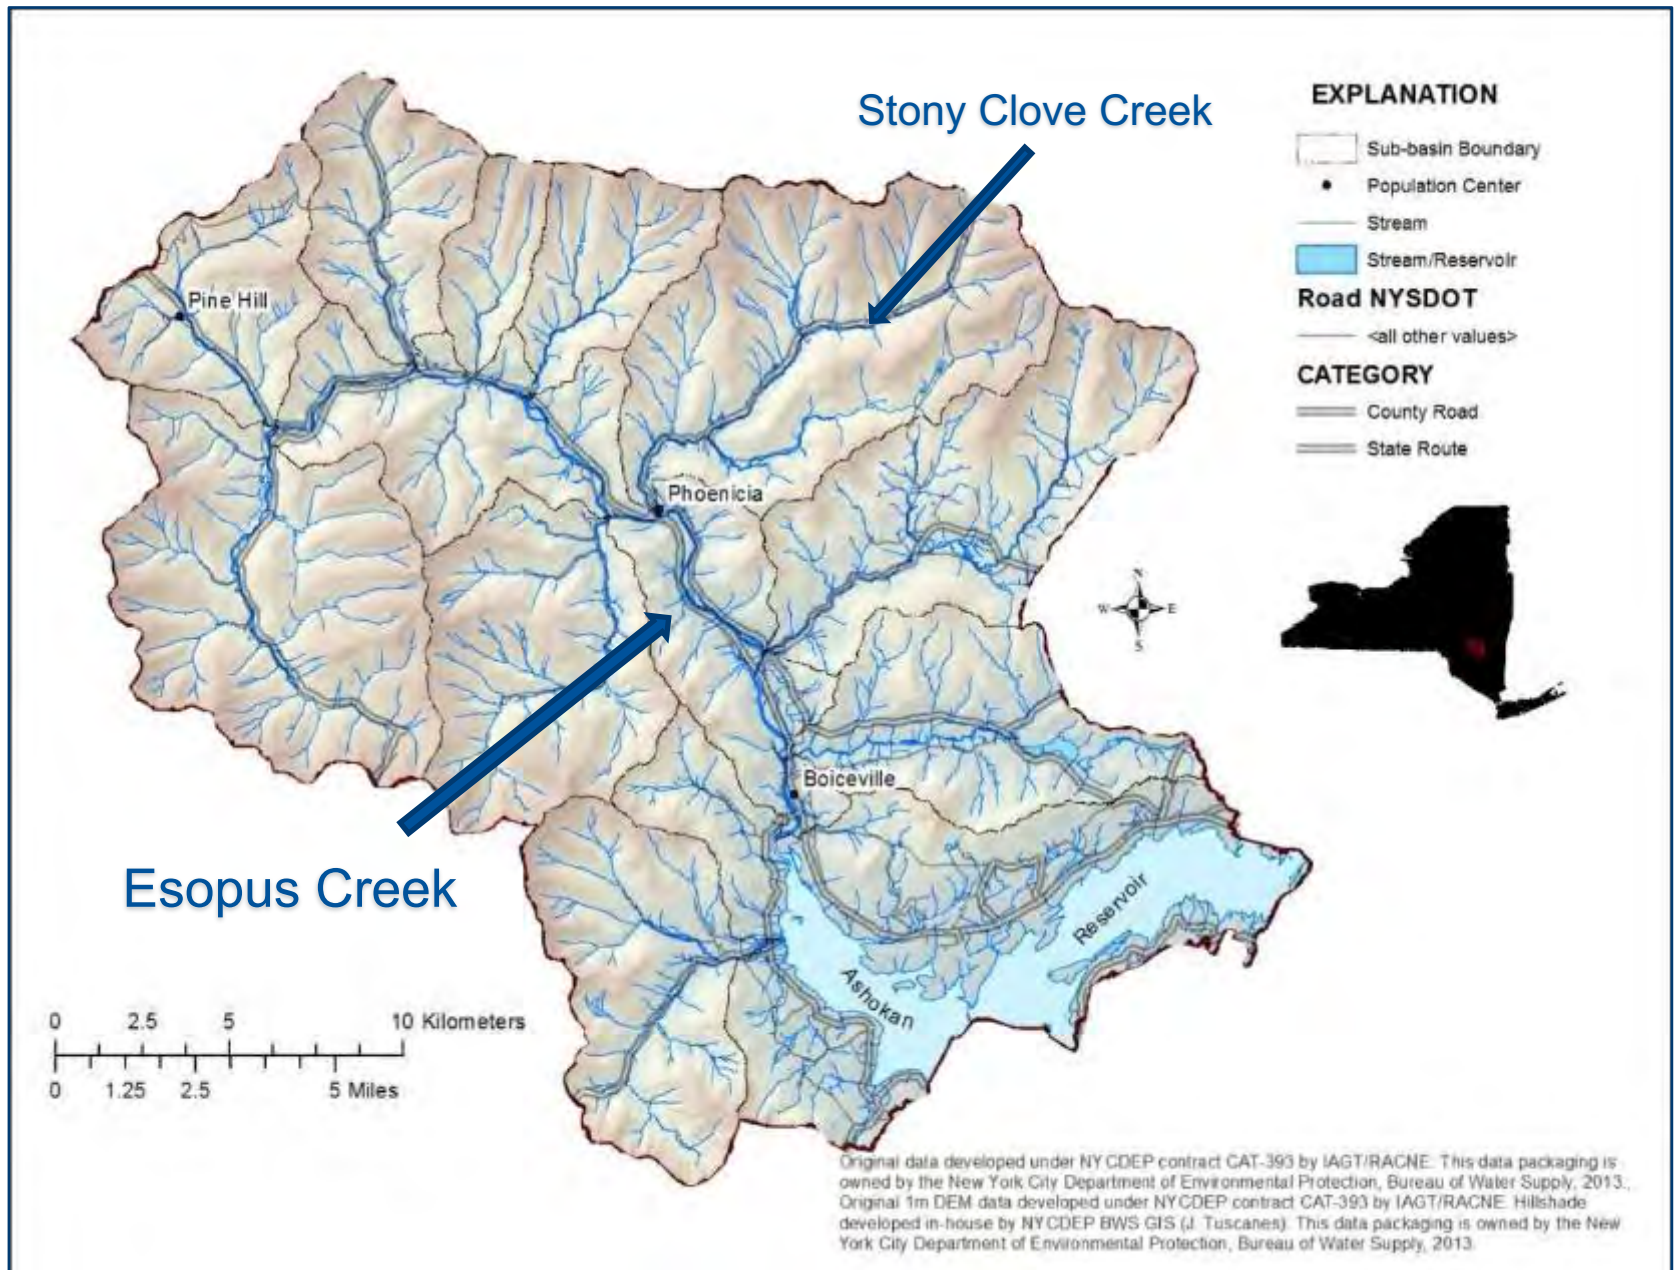 Stony Clove Creek
EXPLANATION
Sub-basin Boundary
Population Center
Stream
Stream/Reservoir
Road NYSDOT
<all other values>
CATEGORY
County Road
State Route
Pine Hill
Phoenicia
N
W E
S
Boiceville
Esopus Creek
Reservoir
Ashokan
0 2.5 5 10 Kilometers
0 1.25 2.5 5 Miles
Original data developed under NYCDEP contract CAT-393 by IAGT/RACNE. This data packaging is
owned by the New York City Department of Environmental Protection, Bureau of Water Supply, 2013.
Original 1m DEM data developed under NYCDEP contract CAT-393 by IAGT/RACNE. Hillshade
developed in-house by NYCDEP BWS GIS (J. Tuscanes). This data packaging is owned by the New
York City Department of Environmental Protection, Bureau of Water Supply, 2013.